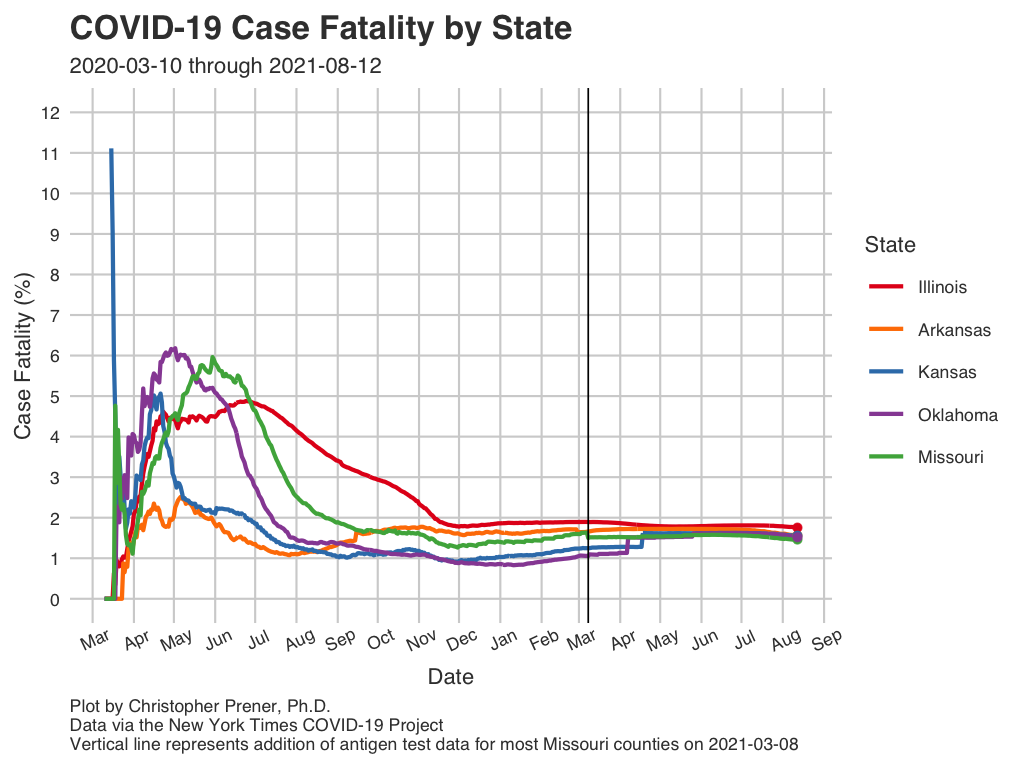 COVID-19 Case Fatality by State
2020-03-10 through 2021-08-12
12
11
10
9
8
7
6
5
4
3
2
1
0
Case Fatality (%)
Mar Apr May Jun Jul Aug Sep Oct Nov Dec Jan Feb Mar Apr May Jun Jul Aug Sep
Date
State
Illinois
Arkansas
Kansas
Oklahoma
Missouri
Plot by Christopher Prener, Ph.D.
Data via the New York Times COVID-19 Project
Vertical line represents addition of antigen test data for most Missouri counties on 2021-03-08